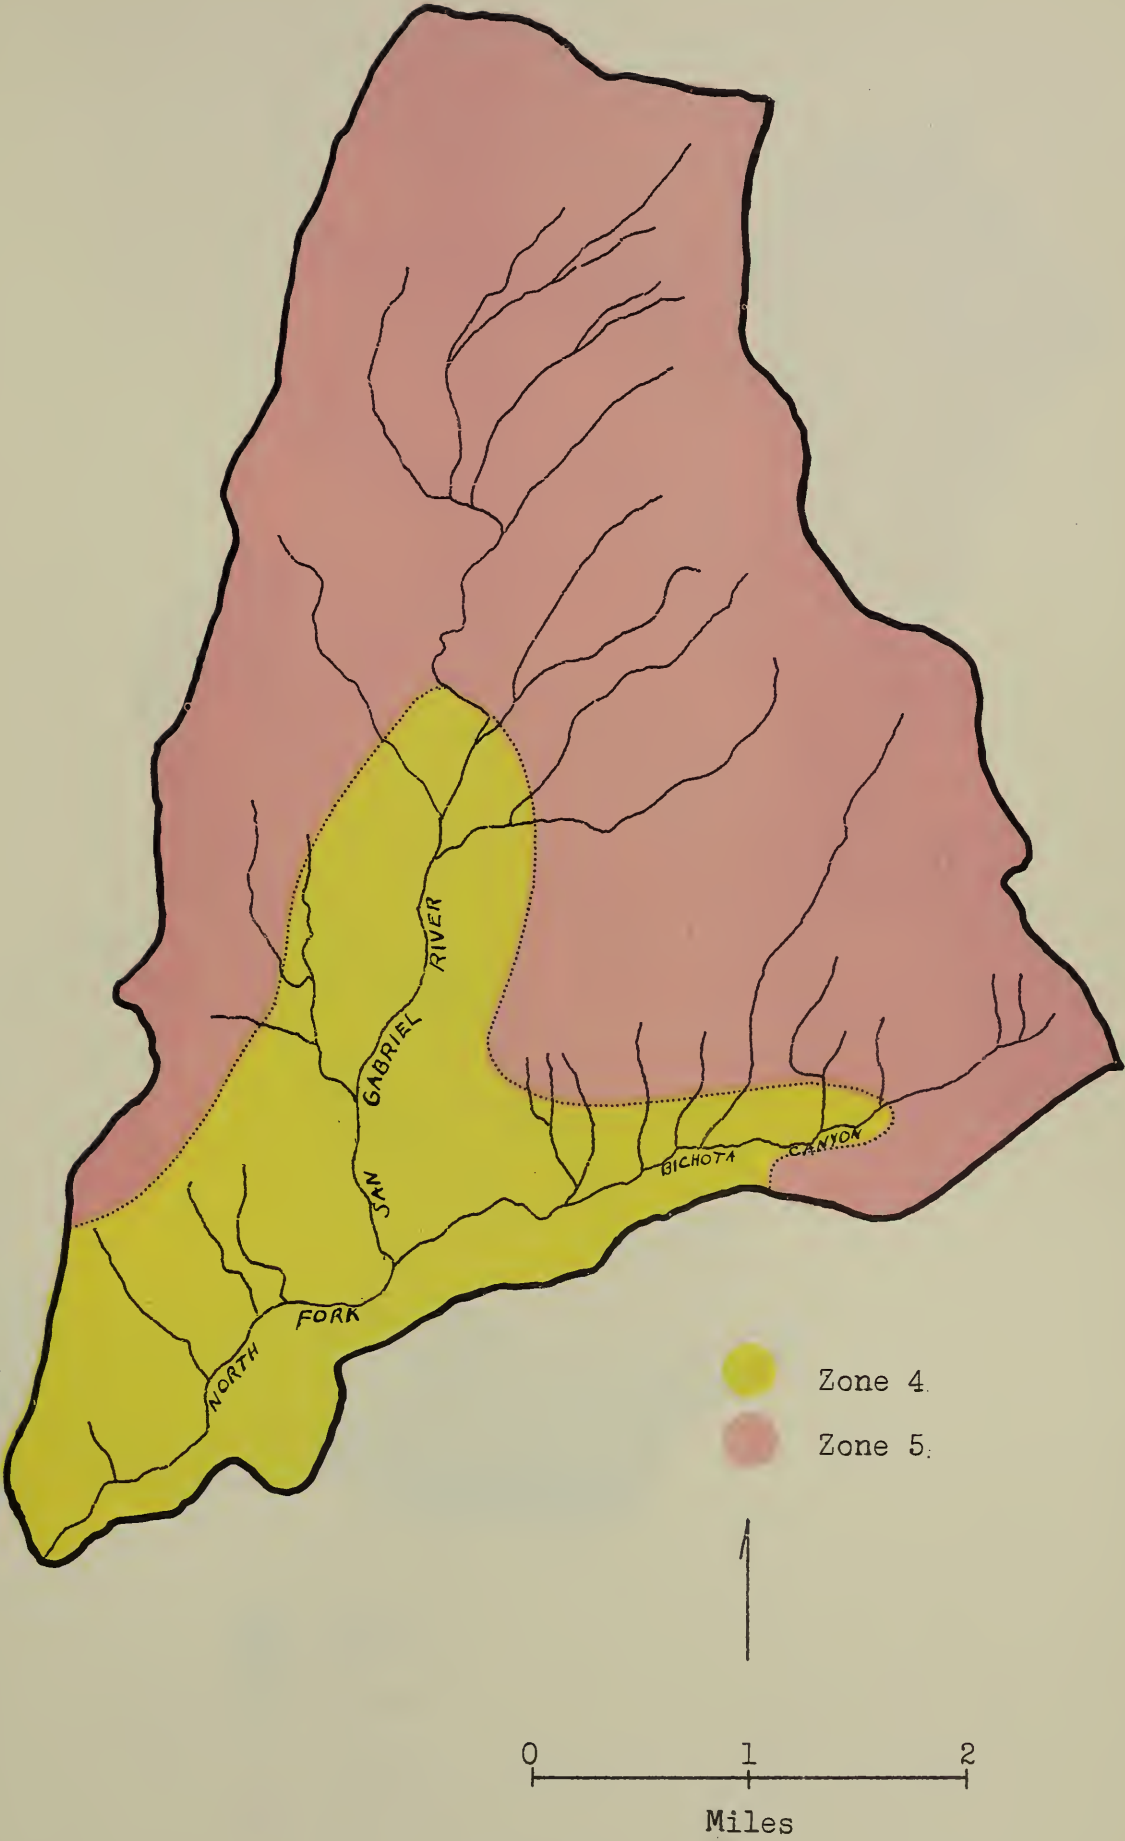 RIVER
GABRIEL
SAN
BICHOTA CANYON
FORK
NORTH
Zone 4.
Zone 5.
0 1 2
Miles